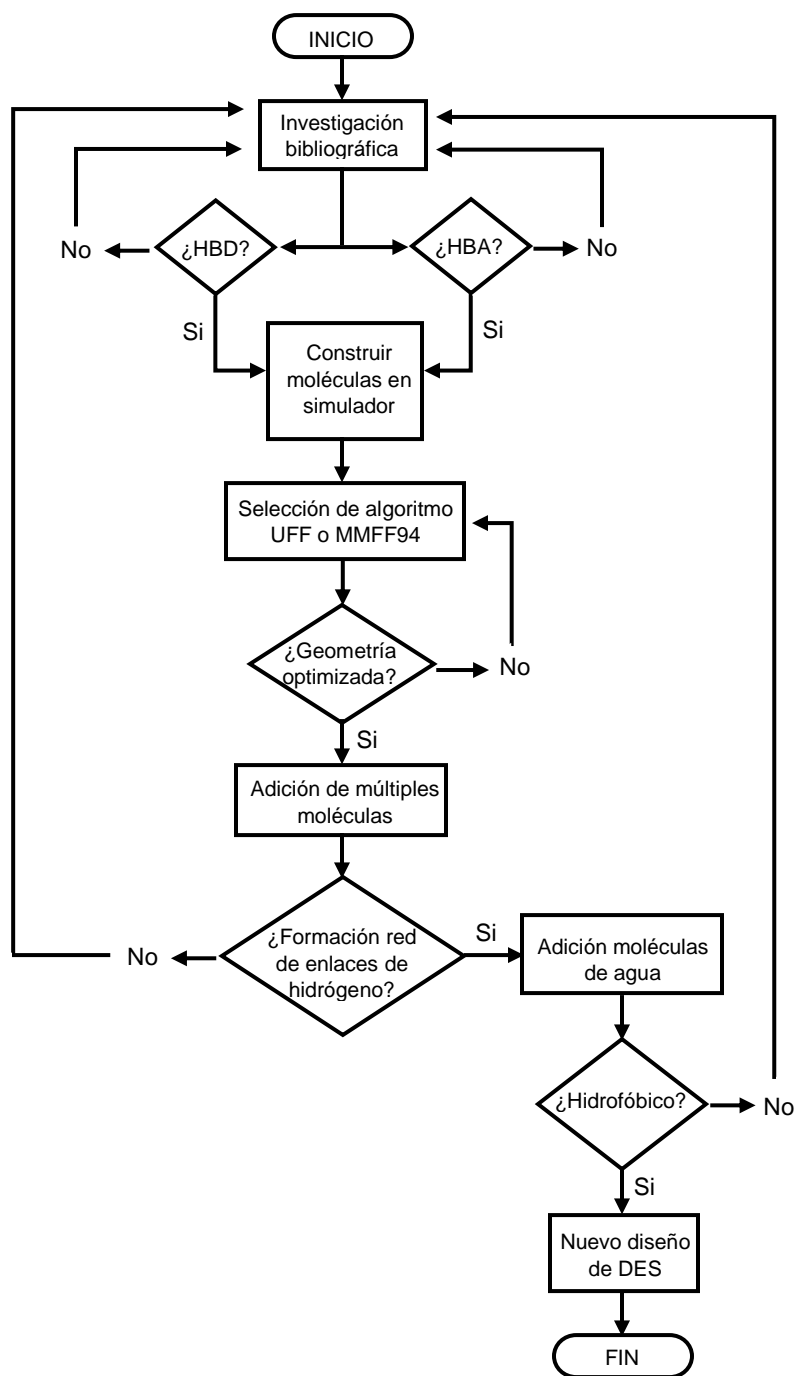 INICIO
Investigación
bibliográfica
No
¿HBD?
¿HBA?
No
Si
Si
Construir
moléculas en
simulador
Selección de algoritmo
UFF o MMFF94
¿Geometría
optimizada?
No
Si
Adición de múltiples
moléculas
¿Formación red
de enlaces de
hidrógeno?
No
Si
Adición moléculas
de agua
¿Hidrofóbico?
No
Si
Nuevo diseño
de DES
FIN